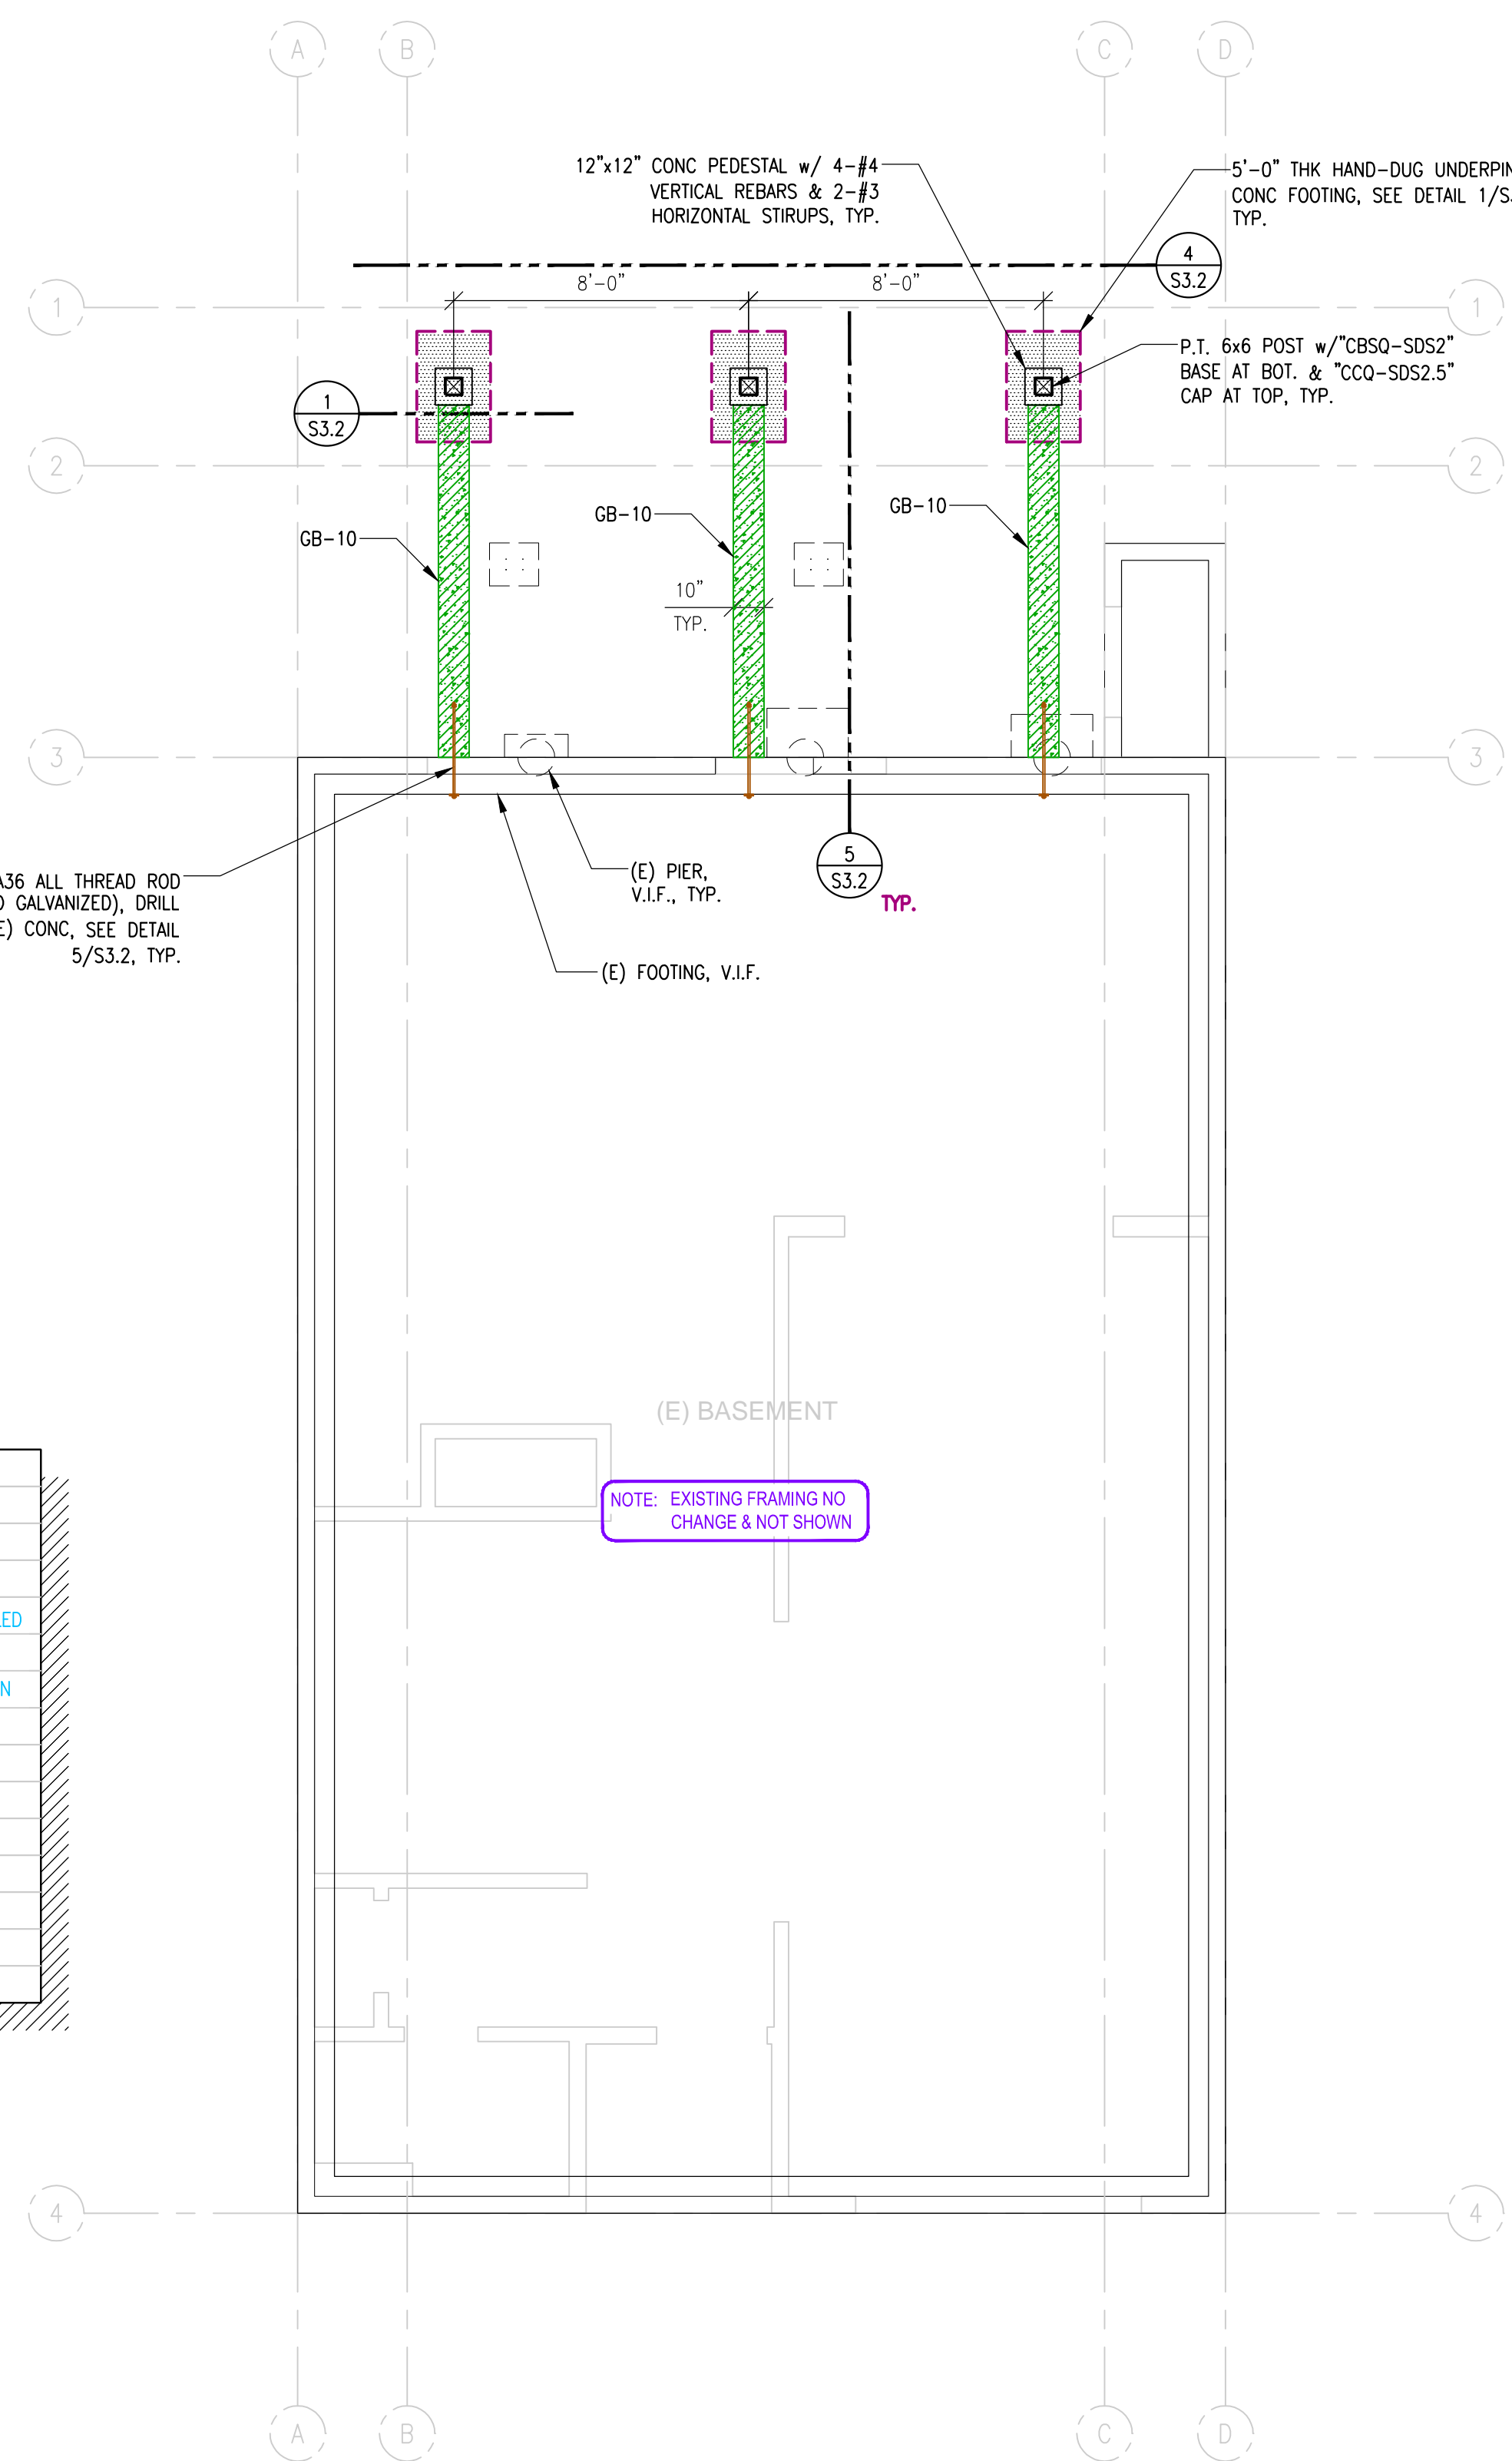 A
B
C
D
12"x12" CONC PEDESTAL w/ 4-#4
VERTICAL REBARS & 2-#3
HORIZONTAL STIRUPS, TYP.
5'-0" THK HAND-DUG UNDERPIN
CONC FOOTING, SEE DETAIL 1/S
TYP.
4
S3.2
8'-0"
8'-0"
1
1
P.T. 6x6 POST w/"CBSQ-SDS2"
BASE AT BOT. & "CCQ-SDS2.5"
CAP AT TOP, TYP.
1
S3.2
2
2
GB-10
GB-10
GB-10
10"
TYP.
3
3
5
S3.2
TYP.
(E) PIER,
V.I.F., TYP.
A36 ALL THREAD ROD
GALVANIZED), DRILL
E) CONC, SEE DETAIL
5/S3.2, TYP.
(E) FOOTING, V.I.F.
(E) BASEMENT
NOTE: EXISTING FRAMING NO
CHANGE & NOT SHOWN
4
4
A
B
C
D